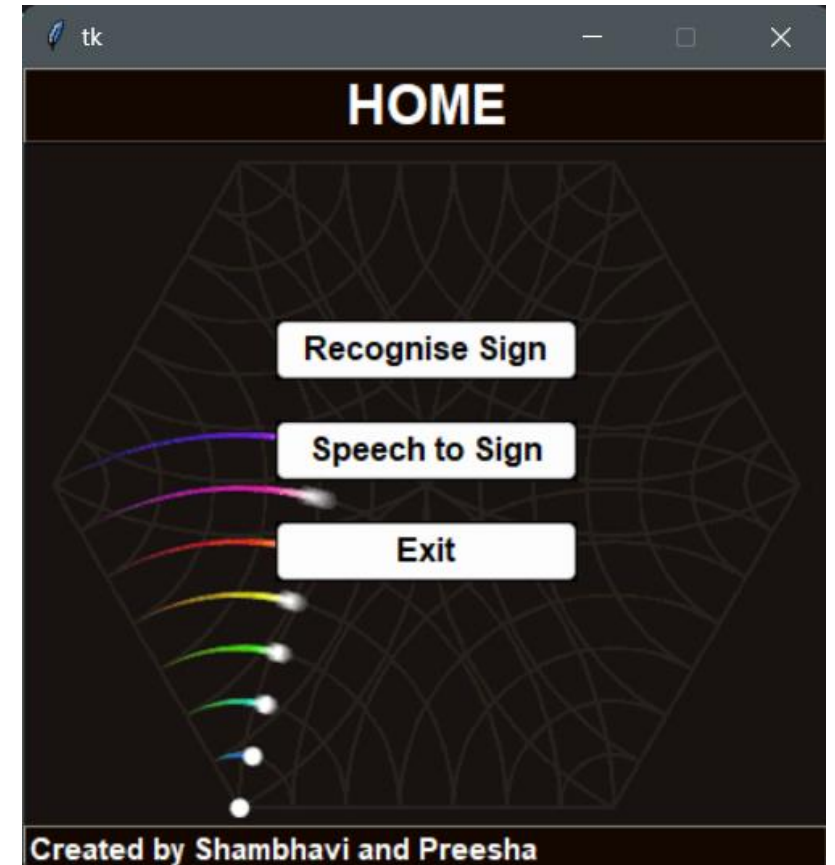 tk
HOME
Recognise Sign
Speech to Sign
Exit
Created by Shambhavi and Preesha